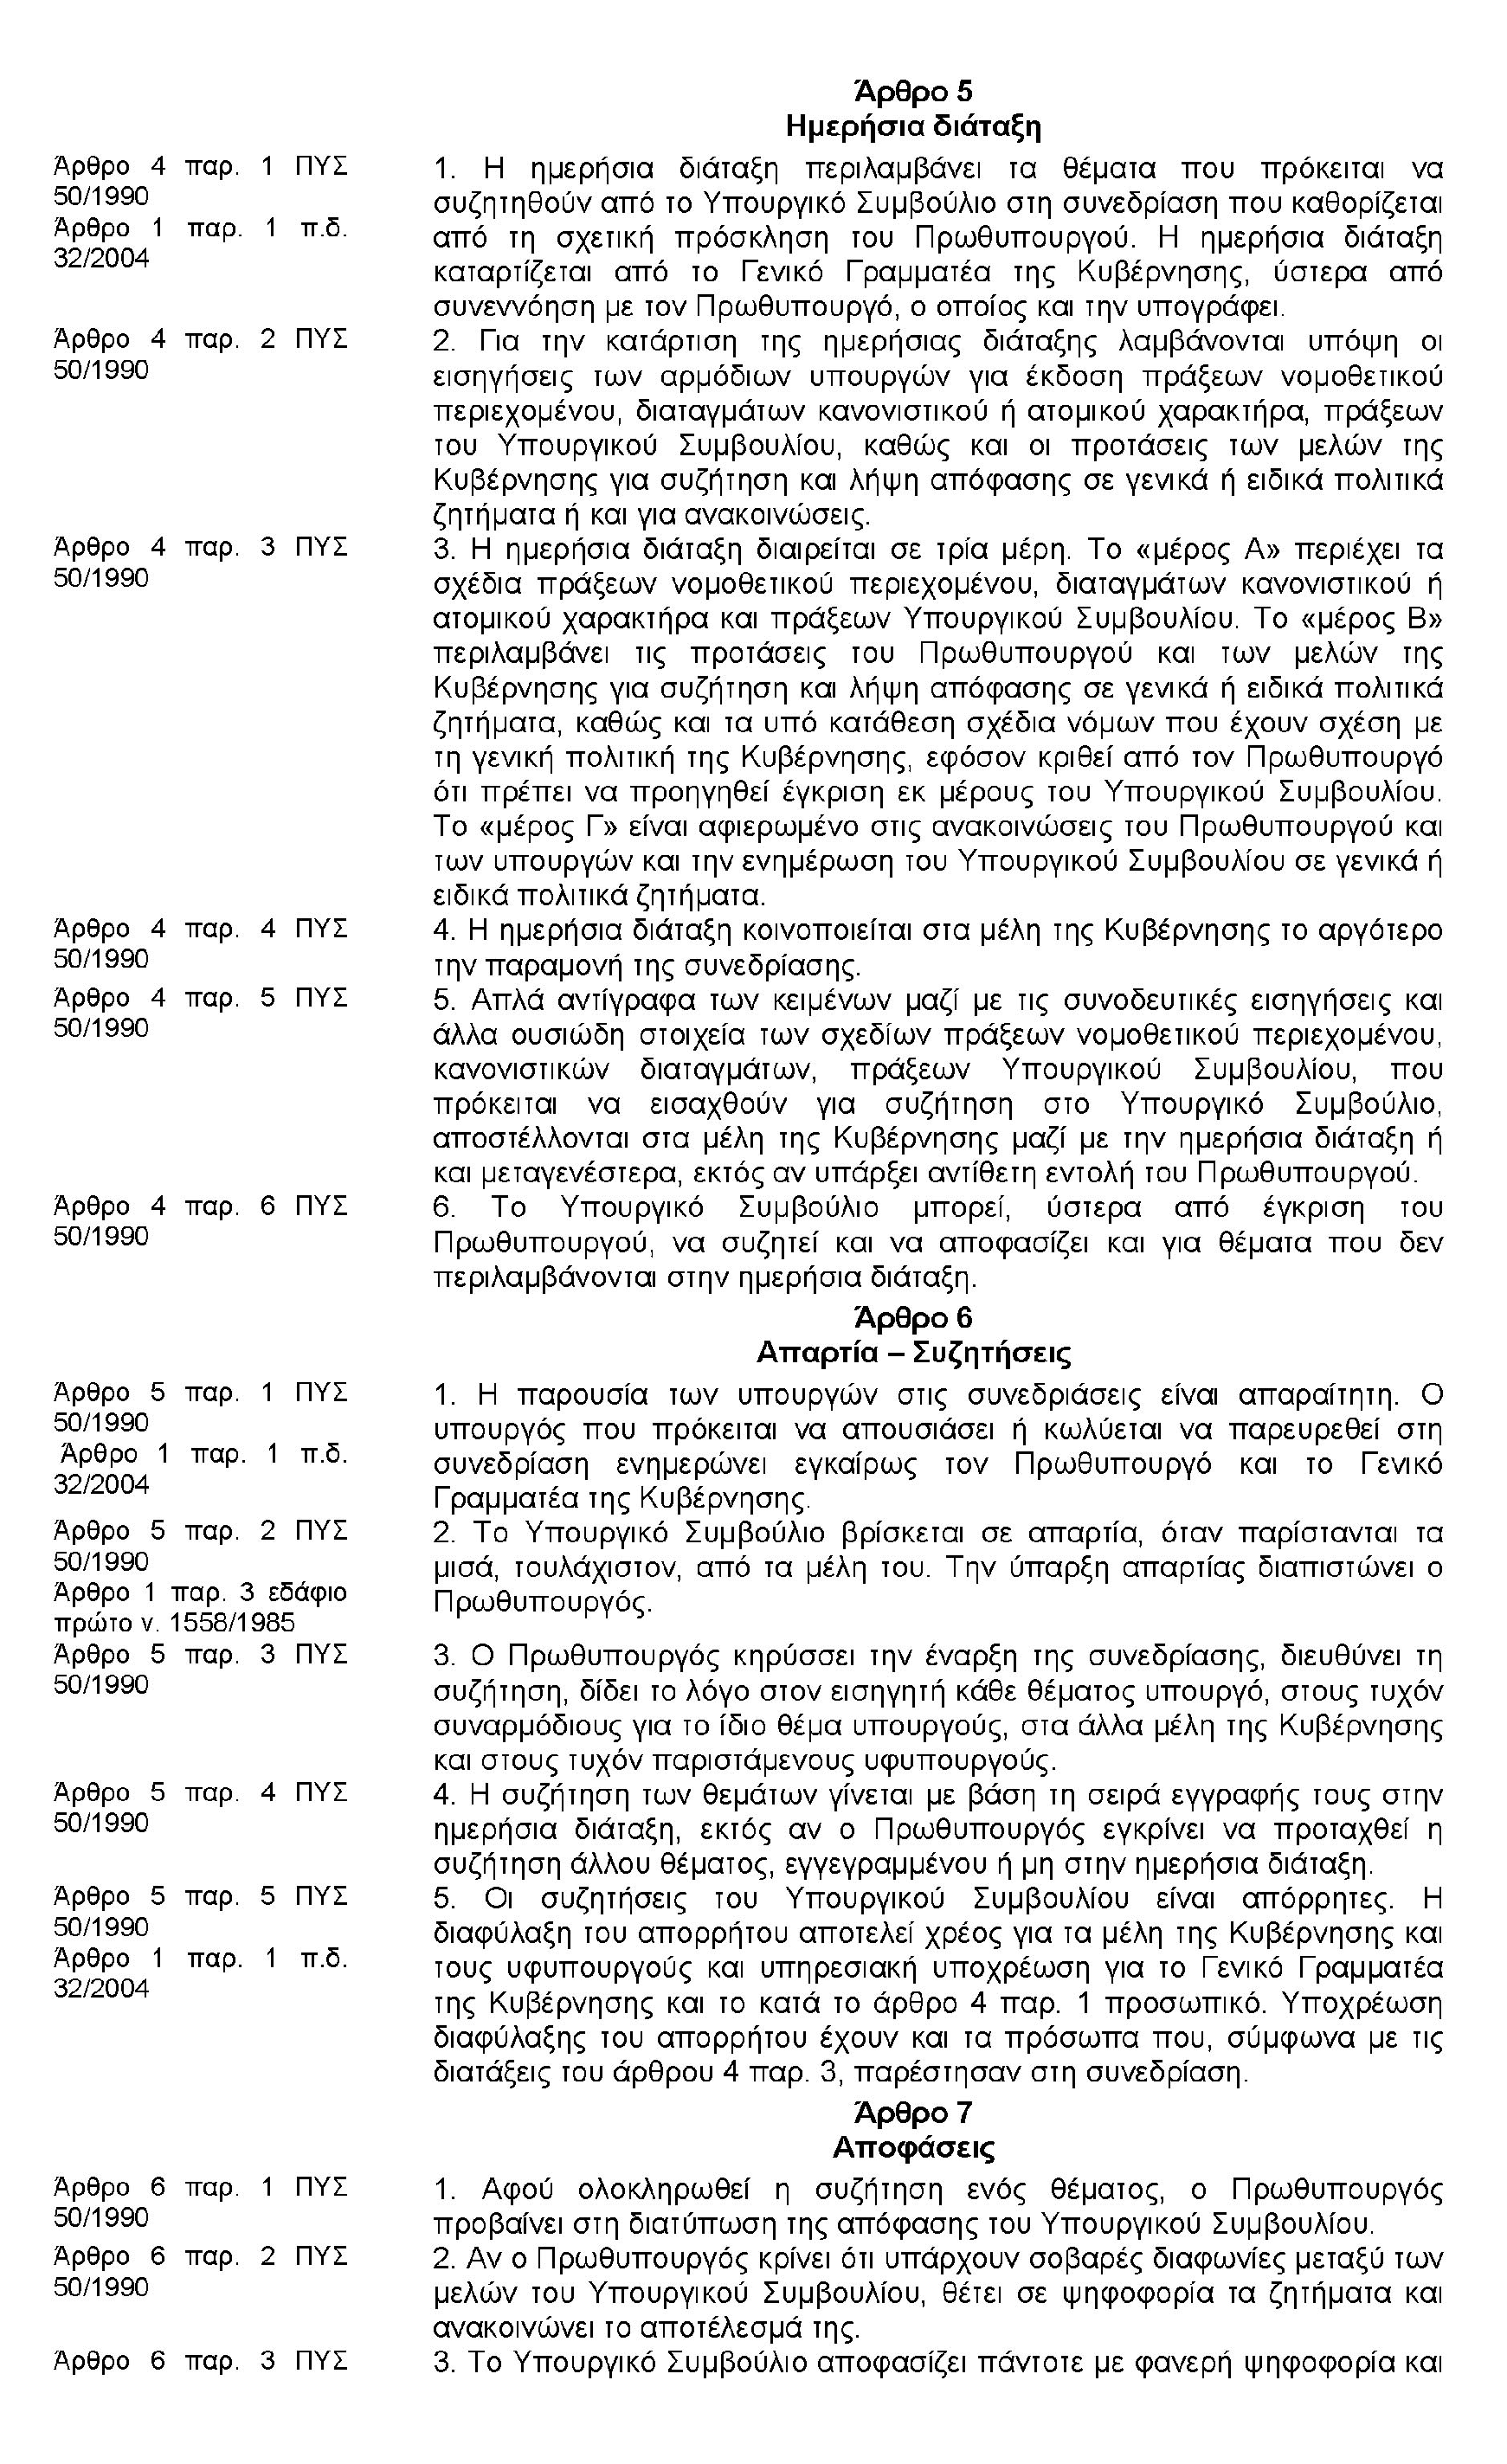 Άρθρο 5
Ημερήσια διάταξη
Άρθρο 4 παρ. 1 ΠΥΣ
50/1990
Άρθρο 1 παρ. 1 π.δ.
32/2004
1. Η ημερήσια διάταξη περιλαμβάνει τα θέματα που πρόκειται να
συζητηθούν από το Υπουργικό Συμβούλιο στη συνεδρίαση που καθορίζεται
από τη σχετική πρόσκληση του Πρωθυπουργού. Η ημερήσια διάταξη
καταρτίζεται από το Γενικό Γραμματέα της Κυβέρνησης, ύστερα από
συνεννόηση με τον Πρωθυπουργό, ο οποίος και την υπογράφει.
Άρθρο 4 παρ. 2 ΠΥΣ
50/1990
2. Για την κατάρτιση της ημερήσιας διάταξης λαμβάνονται υπόψη οι
εισηγήσεις των αρμόδιων υπουργών για έκδοση πράξεων νομοθετικού
περιεχομένου, διαταγμάτων κανονιστικού ή ατομικού χαρακτήρα, πράξεων
του Υπουργικού Συμβουλίου, καθώς και οι προτάσεις των μελών της
Κυβέρνησης για συζήτηση και λήψη απόφασης σε γενικά ή ειδικά πολιτικά
ζητήματα ή και για ανακοινώσεις.
Άρθρο 4 παρ. 3 ΠΥΣ
50/1990
3. Η ημερήσια διάταξη διαιρείται σε τρία μέρη. Το «μέρος Α» περιέχει τα
σχέδια πράξεων νομοθετικού περιεχομένου, διαταγμάτων κανονιστικού ή
ατομικού χαρακτήρα και πράξεων Υπουργικού Συμβουλίου. Το «μέρος Β»
περιλαμβάνει τις προτάσεις του Πρωθυπουργού και των μελών της
Κυβέρνησης για συζήτηση και λήψη απόφασης σε γενικά ή ειδικά πολιτικά
ζητήματα, καθώς και τα υπό κατάθεση σχέδια νόμων που έχουν σχέση με
τη γενική πολιτική της Κυβέρνησης, εφόσον κριθεί από τον Πρωθυπουργό
ότι πρέπει να προηγηθεί έγκριση εκ μέρους του Υπουργικού Συμβουλίου.
Το «μέρος Γ» είναι αφιερωμένο στις ανακοινώσεις του Πρωθυπουργού και
των υπουργών και την ενημέρωση του Υπουργικού Συμβουλίου σε γενικά ή
ειδικά πολιτικά ζητήματα.
Άρθρο 4 παρ. 4 ΠΥΣ
50/1990
4. Η ημερήσια διάταξη κοινοποιείται στα μέλη της Κυβέρνησης το αργότερο
την παραμονή της συνεδρίασης.
Άρθρο 4 παρ. 5 ΠΥΣ
50/1990
5. Απλά αντίγραφα των κειμένων μαζί με τις συνοδευτικές εισηγήσεις και
άλλα ουσιώδη στοιχεία των σχεδίων πράξεων νομοθετικού περιεχομένου,
κανονιστικών διαταγμάτων, πράξεων Υπουργικού Συμβουλίου, που
πρόκειται να εισαχθούν για συζήτηση στο Υπουργικό Συμβούλιο,
αποστέλλονται στα μέλη της Κυβέρνησης μαζί με την ημερήσια διάταξη ή
και μεταγενέστερα, εκτός αν υπάρξει αντίθετη εντολή του Πρωθυπουργού.
Άρθρο 4 παρ. 6 ΠΥΣ
50/1990
6. Το Υπουργικό Συμβούλιο μπορεί, ύστερα από έγκριση του
Πρωθυπουργού, να συζητεί και να αποφασίζει και για θέματα που δεν
περιλαμβάνονται στην ημερήσια διάταξη.
Άρθρο 6
Απαρτία – Συζητήσεις
Άρθρο 5 παρ. 1 ΠΥΣ
50/1990
Άρθρο 1 παρ. 1 π.δ.
32/2004
1. Η παρουσία των υπουργών στις συνεδριάσεις είναι απαραίτητη. Ο
υπουργός που πρόκειται να απουσιάσει ή κωλύεται να παρευρεθεί στη
συνεδρίαση ενημερώνει εγκαίρως τον Πρωθυπουργό και το Γενικό
Γραμματέα της Κυβέρνησης.
Άρθρο 5 παρ. 2 ΠΥΣ
50/1990
Άρθρο 1 παρ. 3 εδάφιο
πρώτο ν. 1558/1985
2. Το Υπουργικό Συμβούλιο βρίσκεται σε απαρτία, όταν παρίστανται τα
μισά, τουλάχιστον, από τα μέλη του. Την ύπαρξη απαρτίας διαπιστώνει ο
Πρωθυπουργός.
Άρθρο 5 παρ. 3 ΠΥΣ
50/1990
3. Ο Πρωθυπουργός κηρύσσει την έναρξη της συνεδρίασης, διευθύνει τη
συζήτηση, δίδει το λόγο στον εισηγητή κάθε θέματος υπουργό, στους τυχόν
συναρμόδιους για το ίδιο θέμα υπουργούς, στα άλλα μέλη της Κυβέρνησης
και στους τυχόν παριστάμενους υφυπουργούς.
Άρθρο 5 παρ. 4 ΠΥΣ
50/1990
4. Η συζήτηση των θεμάτων γίνεται με βάση τη σειρά εγγραφής τους στην
ημερήσια διάταξη, εκτός αν ο Πρωθυπουργός εγκρίνει να προταχθεί η
συζήτηση άλλου θέματος, εγγεγραμμένου ή μη στην ημερήσια διάταξη.
Άρθρο 5 παρ. 5 ΠΥΣ
50/1990
Άρθρο 1 παρ. 1 π.δ.
32/2004
5. Οι συζητήσεις του Υπουργικού Συμβουλίου είναι απόρρητες. Η
διαφύλαξη του απορρήτου αποτελεί χρέος για τα μέλη της Κυβέρνησης και
τους υφυπουργούς και υπηρεσιακή υποχρέωση για το Γενικό Γραμματέα
της Κυβέρνησης και το κατά το άρθρο 4 παρ. 1 προσωπικό. Υποχρέωση
διαφύλαξης του απορρήτου έχουν και τα πρόσωπα που, σύμφωνα με τις
διατάξεις του άρθρου 4 παρ. 3, παρέστησαν στη συνεδρίαση.
Άρθρο 7
Αποφάσεις
Άρθρο 6 παρ. 1 ΠΥΣ
50/1990
1. Αφού ολοκληρωθεί η συζήτηση ενός θέματος, ο Πρωθυπουργός
προβαίνει στη διατύπωση της απόφασης του Υπουργικού Συμβουλίου.
Άρθρο 6 παρ. 2 ΠΥΣ
50/1990
2. Αν ο Πρωθυπουργός κρίνει ότι υπάρχουν σοβαρές διαφωνίες μεταξύ των
μελών του Υπουργικού Συμβουλίου, θέτει σε ψηφοφορία τα ζητήματα και
ανακοινώνει το αποτέλεσμά της.
Άρθρο 6 παρ. 3 ΠΥΣ
3. Το Υπουργικό Συμβούλιο αποφασίζει πάντοτε με φανερή ψηφοφορία και